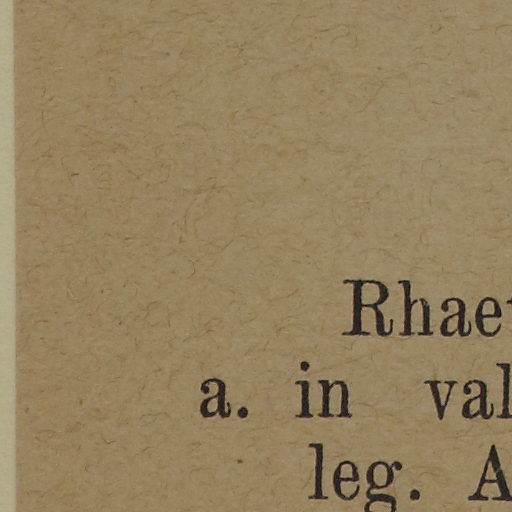 Rhae
a. in val
leg. A